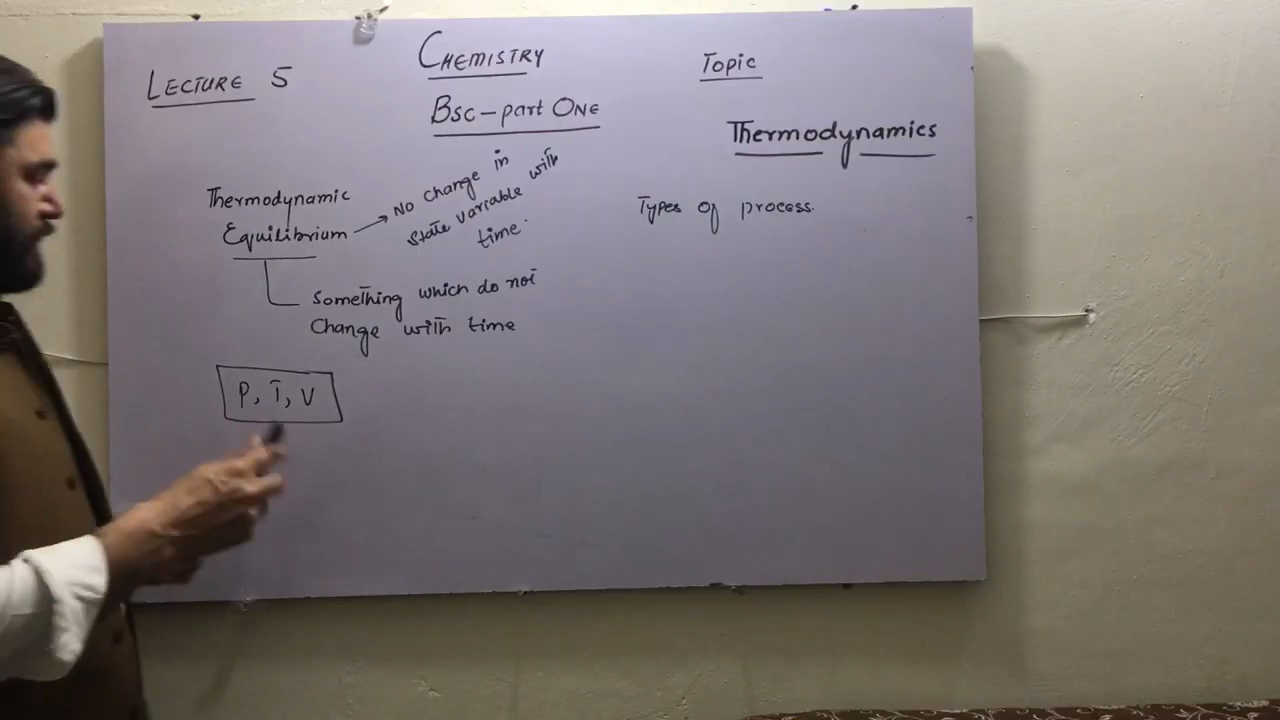 LECTURE 5
CHEMISTRY
Bsc-part ONE
Topic
Thermodynamics
Thermodynamic
Equilibrium
No change in
state variable with
time.
Something which do not
change with time
P, T, V
Types of process.